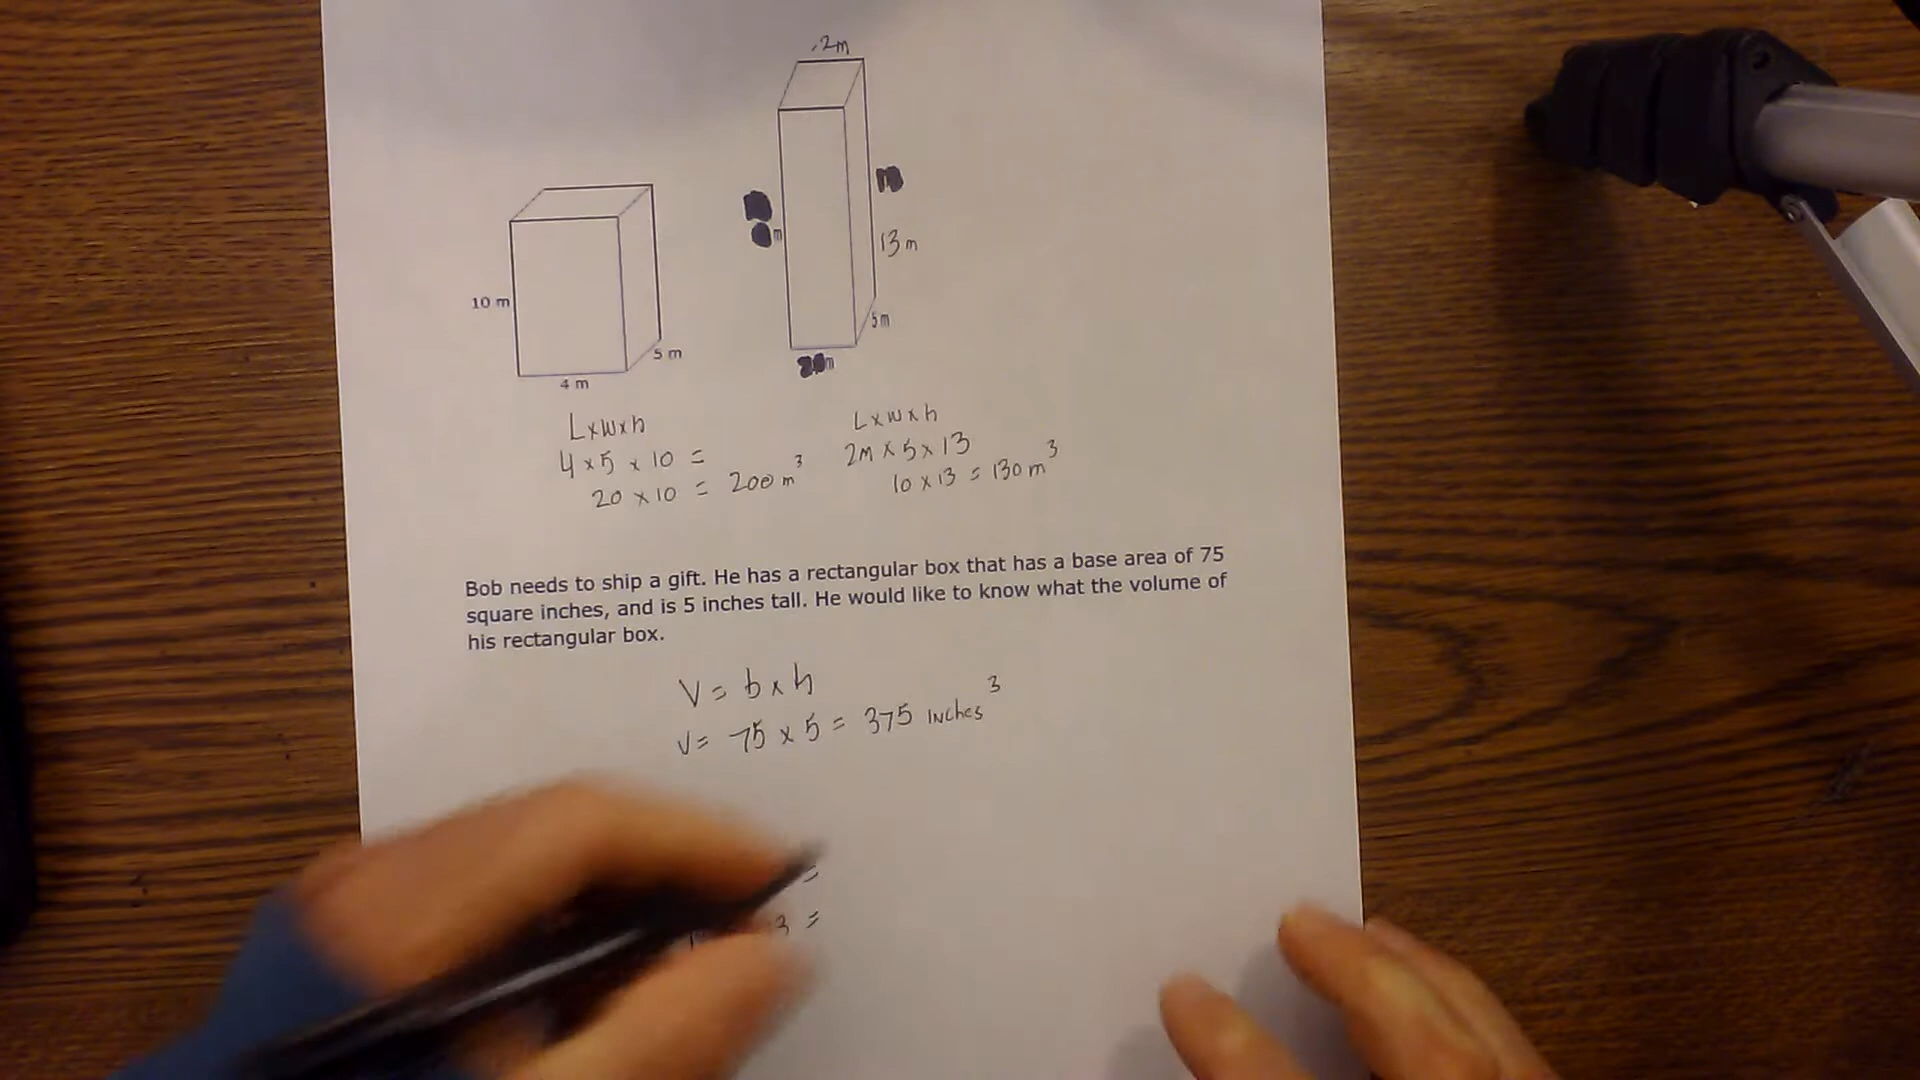 .2m
13 m
5m
m
m
10 m
5 m
4 m
LxWxh
4 x 5 x 10 =
20 x 10 = 200 m³
LxWxh
2m x 5 x 13
10 x 13 = 130 m³
Bob needs to ship a gift. He has a rectangular box that has a base area of 75
square inches, and is 5 inches tall. He would like to know what the volume of
his rectangular box.
V = b x h
V = 75 x 5 = 375 inches³
=
3 =